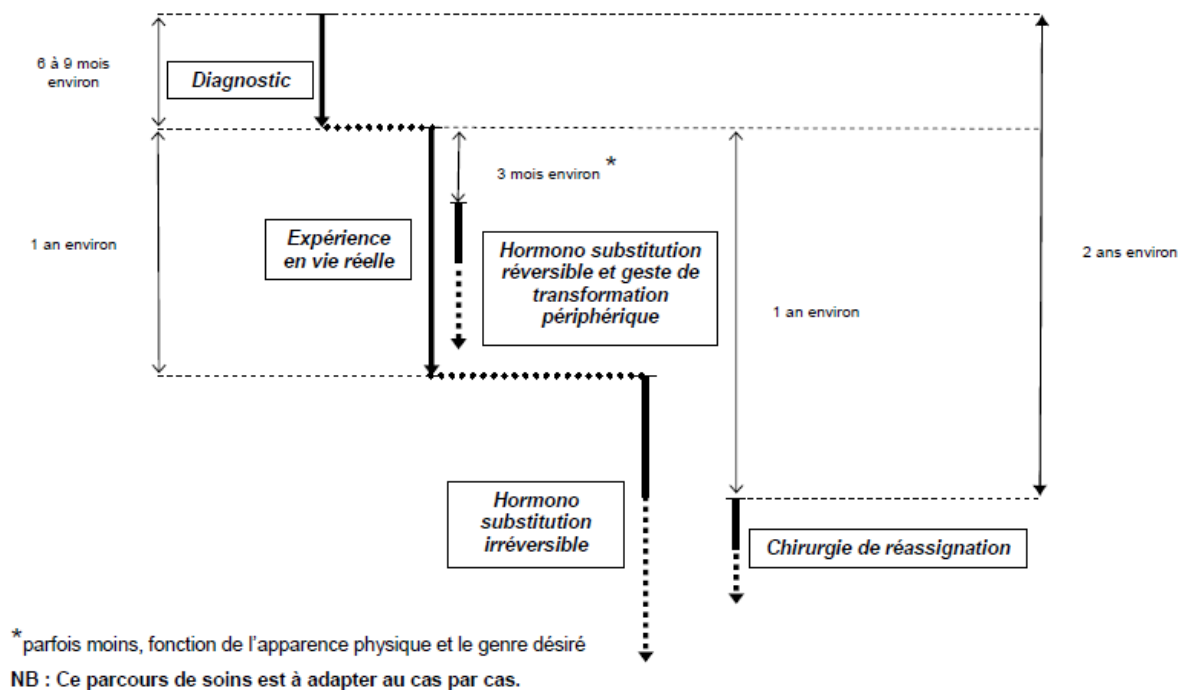 6 à 9 mois
environ
Diagnostic
3 mois environ *
1 an environ
Expérience
en vie réelle
Hormono substitution
réversible et geste de
transformation
périphérique
2 ans environ
1 an environ
Hormono
substitution
irréversible
Chirurgie de réassignation
*parfois moins, fonction de l'apparence physique et le genre désiré
NB : Ce parcours de soins est à adapter au cas par cas.